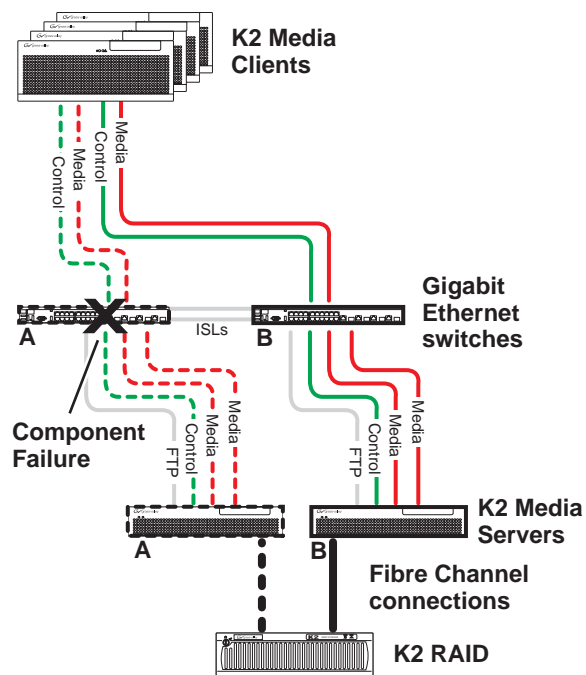 K2 Media
Clients
Control
Media
Control
Media
A
ISLs
B
Gigabit
Ethernet
switches
Component
Failure
FTP
Control
Media
Media
FTP
Control
Media
Media
A
B
K2 Media
Servers
Fibre Channel
connections
K2
K2 RAID